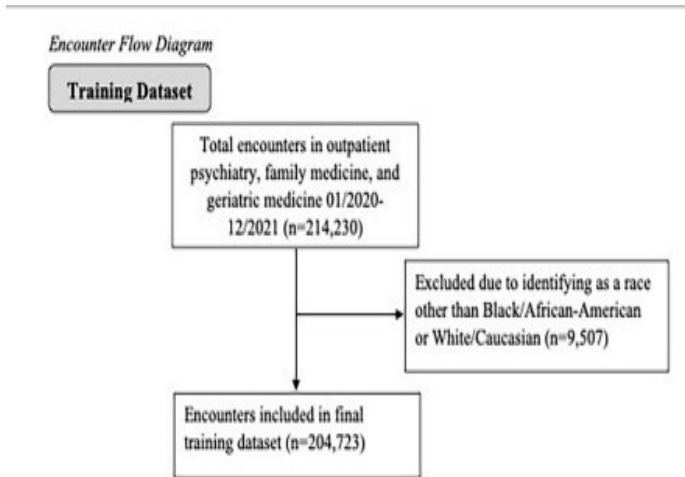 Encounter Flow Diagram
Training Dataset
Total encounters in outpatient
psychiatry, family medicine, and
geriatric medicine 01/2020-
12/2021 (n=214,230)
Excluded due to identifying as a race
other than Black/African-American
or White/Caucasian (n=9,507)
Encounters included in final
training dataset (n=204,723)